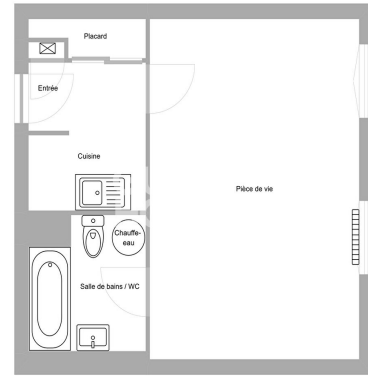 Placard
Entrée
Cuisine
Pièce de vie
Chauffe-
eau
Salle de bains / WC